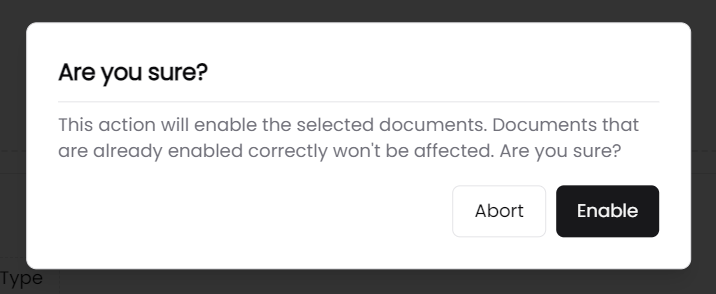 Are you sure?
This action will enable the selected documents. Documents that
are already enabled correctly won't be affected. Are you sure?
Abort
Enable
Type